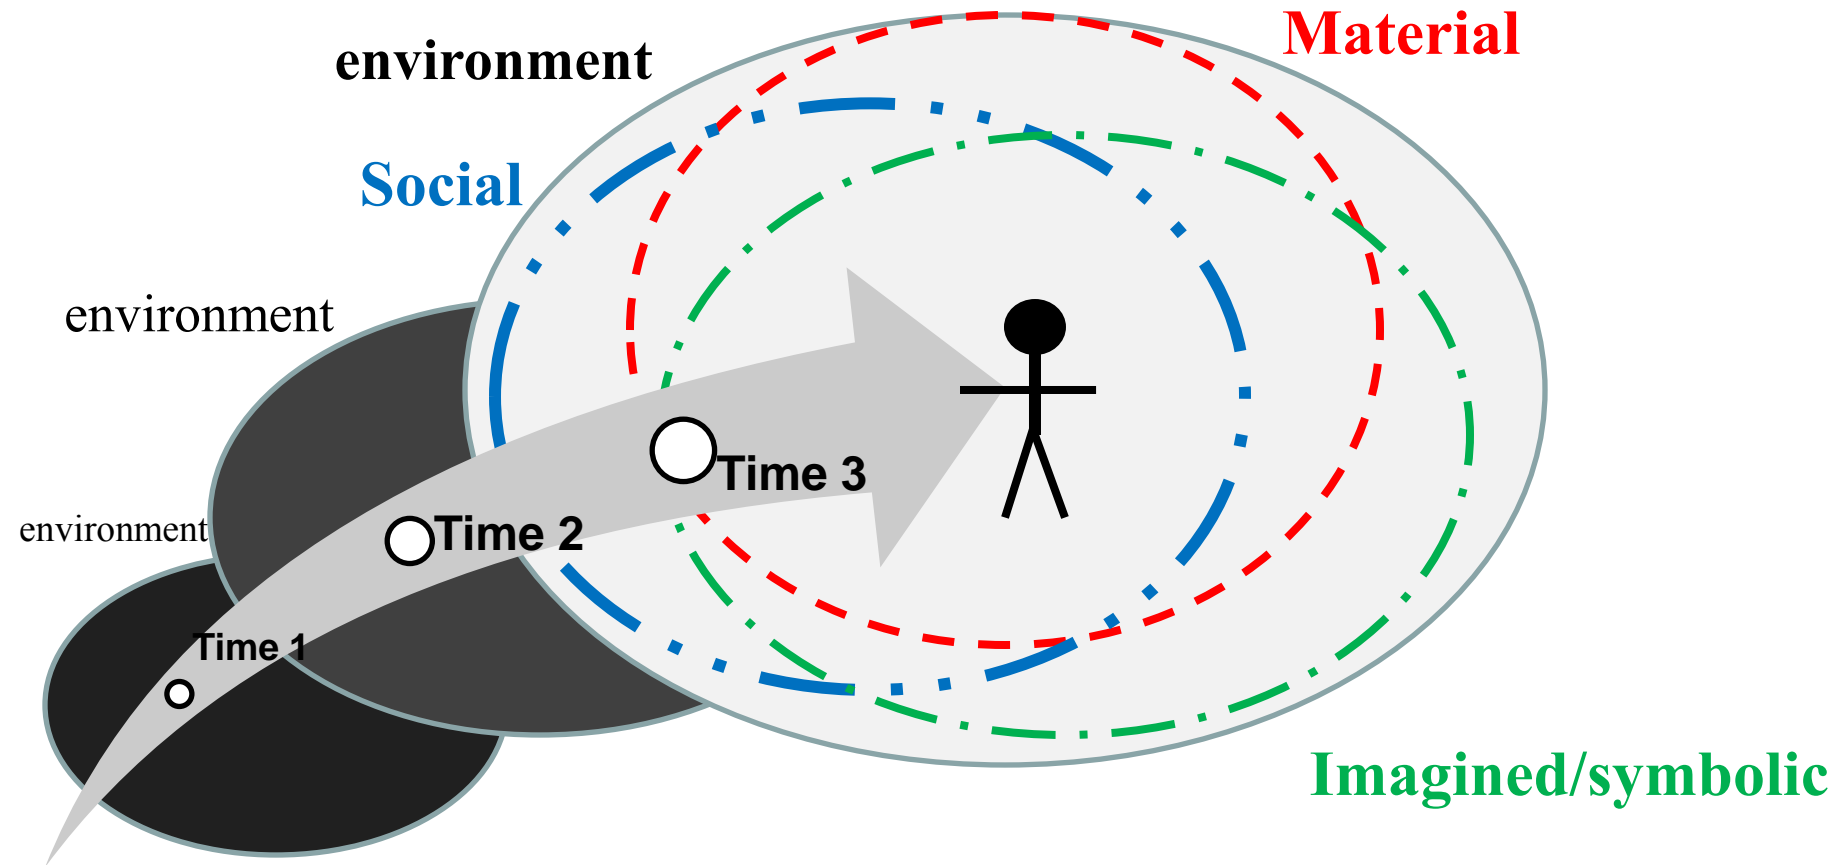 Material
environment
Social
environment
Time 3
environment
Time 2
Time 1
Imagined/symbolic